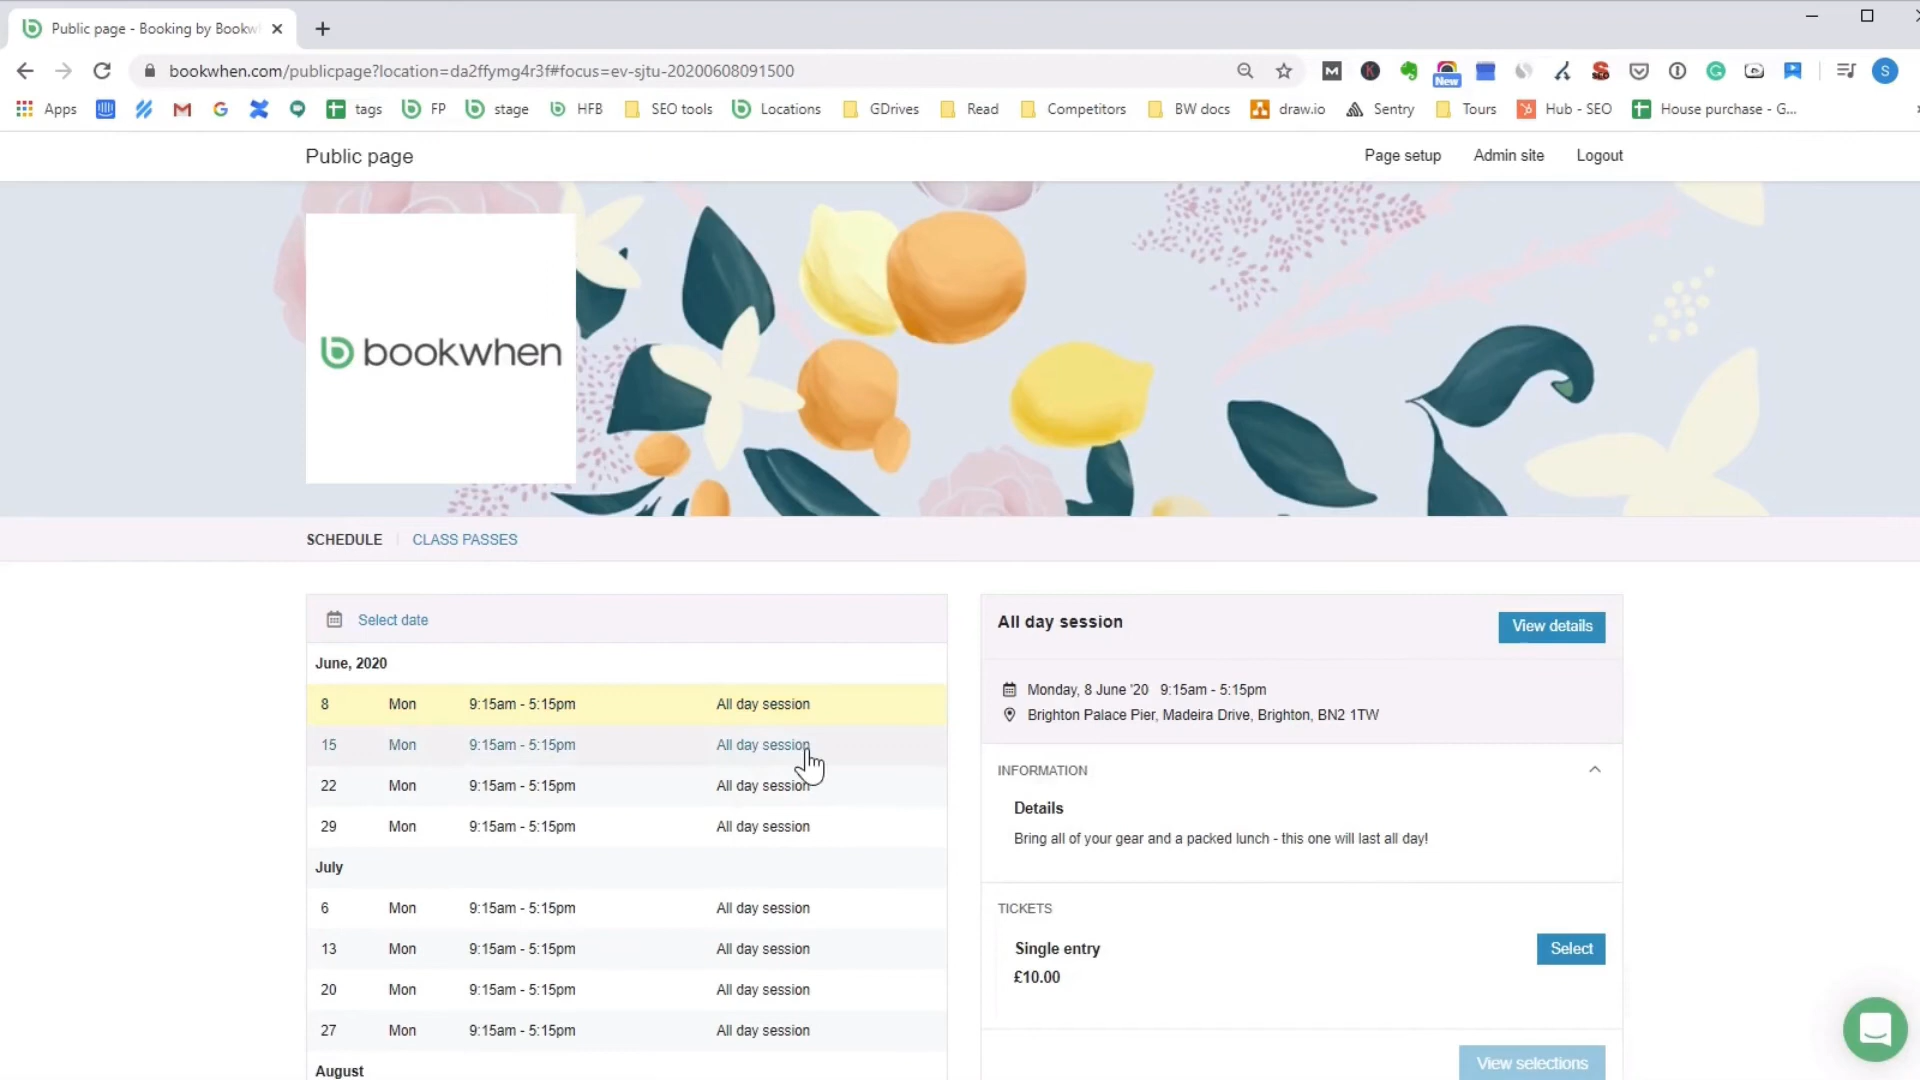 Public page - Booking by Bookw
bookwhen.com/publicpage?location=da2ffymg4r3f#focus=ev-sjtu-20200608091500
New
S
Apps
tags
FP
stage
HFB
SEO tools
Locations
GDrives
Read
Competitors
BW docs
draw.io
Sentry
Tours
Hub - SEO
House purchase - G...
Public page
Page setup
Admin site
Logout
bookwhen
SCHEDULE
CLASS PASSES
Select date
June, 2020
8 Mon 9:15am - 5:15pm All day session
15 Mon 9:15am - 5:15pm All day session
22 Mon 9:15am - 5:15pm All day session
29 Mon 9:15am - 5:15pm All day session
July
6 Mon 9:15am - 5:15pm All day session
13 Mon 9:15am - 5:15pm All day session
20 Mon 9:15am - 5:15pm All day session
27 Mon 9:15am - 5:15pm All day session
August
All day session
View details
Monday, 8 June '20 9:15am - 5:15pm
Brighton Palace Pier, Madeira Drive, Brighton, BN2 1TW
INFORMATION
Details
Bring all of your gear and a packed lunch - this one will last all day!
TICKETS
Single entry
Select
£10.00
View selections